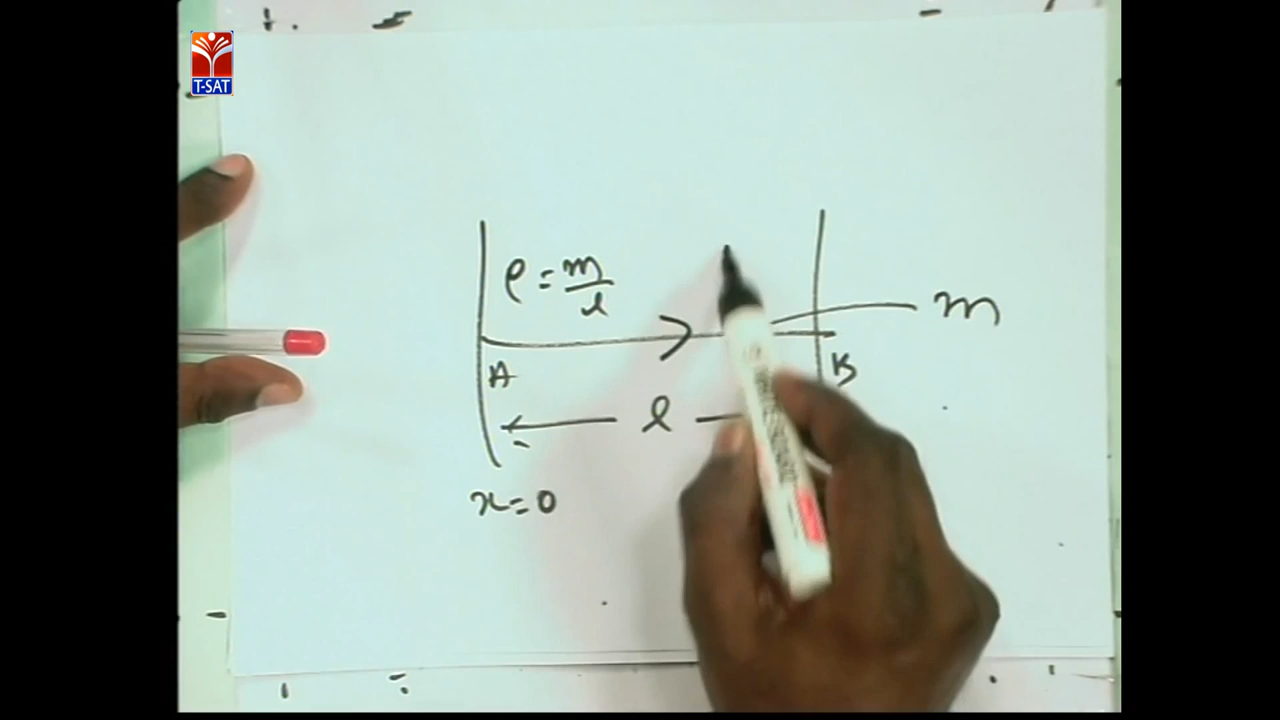 T-SAT
ρ = m/l
m
A
B
l
x = 0